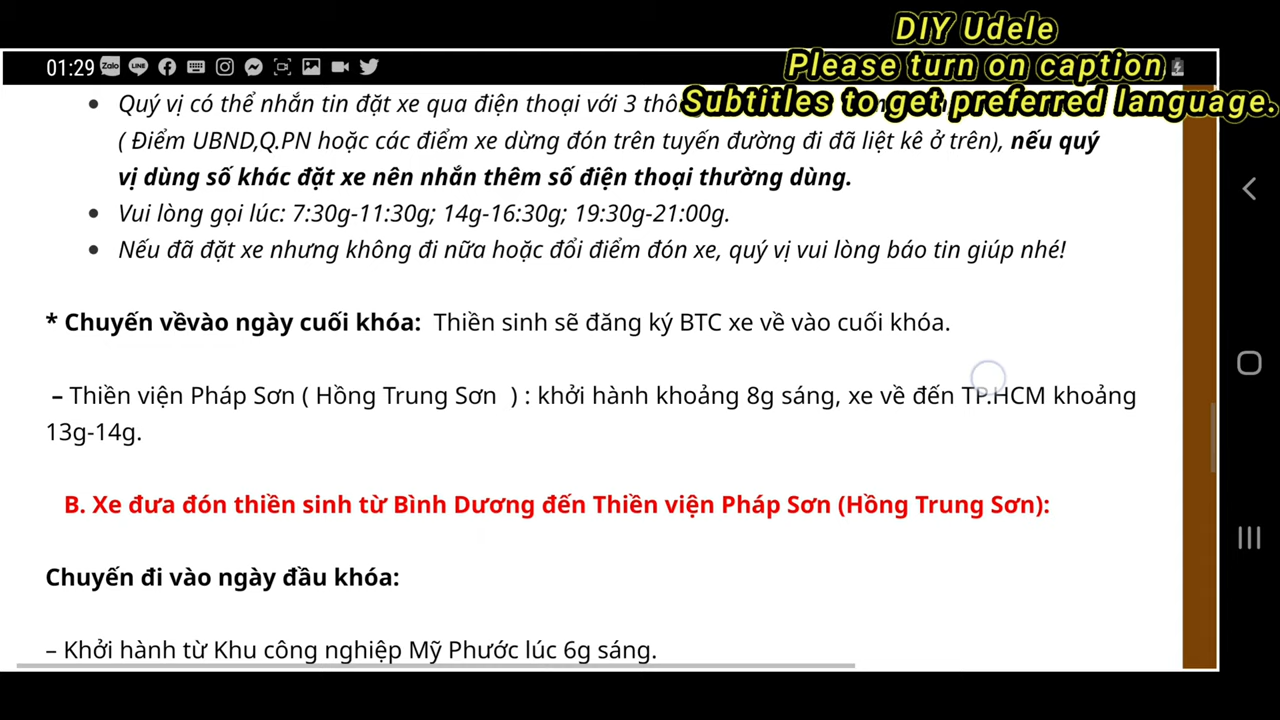 DIY Udele
Please turn on caption
Subtitles to get preferred language.
01:29
• Quý vị có thể nhắn tin đặt xe qua điện thoại với 3
( Điểm UBND,Q.PN hoặc các điểm xe dừng đón trên tuyến đường đi đã liệt kê ở trên), nếu quý
vị dùng số khác đặt xe nên nhắn thêm số điện thoại thường dùng.
• Vui lòng gọi lúc: 7:30g-11:30g; 14g-16:30g; 19:30g-21:00g.
• Nếu đã đặt xe nhưng không đi nữa hoặc đổi điểm đón xe, quý vị vui lòng báo tin giúp nhé!
* Chuyến vềvào ngày cuối khóa: Thiền sinh sẽ đăng ký BTC xe về vào cuối khóa.
– Thiền viện Pháp Sơn ( Hồng Trung Sơn ) : khởi hành khoảng 8g sáng, xe về đến TP.HCM khoảng
13g-14g.
B. Xe đưa đón thiền sinh từ Bình Dương đến Thiền viện Pháp Sơn (Hồng Trung Sơn):
Chuyến đi vào ngày đầu khóa:
– Khởi hành từ Khu công nghiệp Mỹ Phước lúc 6g sáng.